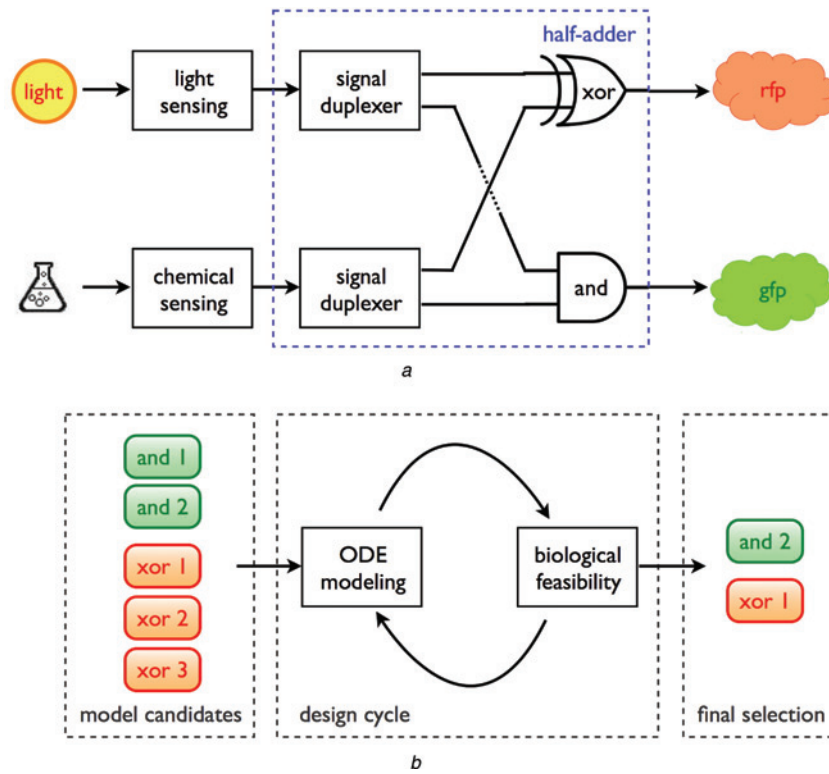 half-adder
light
light
sensing
signal
duplexer
xor
rfp
chemical
sensing
signal
duplexer
and
gfp
a
and 1
and 2
xor 1
xor 2
xor 3
model candidates
ODE
modeling
biological
feasibility
design cycle
and 2
xor 1
final selection
b